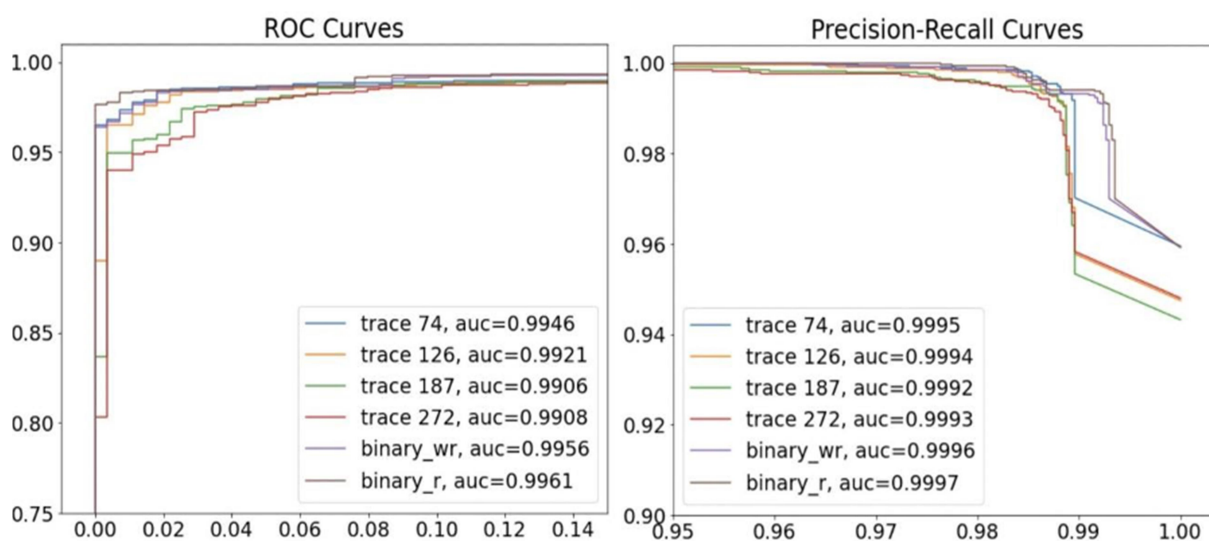 ROC Curves
1.00
0.95
0.90
0.85
0.80
0.75
0.00 0.02 0.04 0.06 0.08 0.10 0.12 0.14
trace 74, auc=0.9946
trace 126, auc=0.9921
trace 187, auc=0.9906
trace 272, auc=0.9908
binary_wr, auc=0.9956
binary_r, auc=0.9961
Precision-Recall Curves
1.00
0.98
0.96
0.94
0.92
0.90
0.95 0.96 0.97 0.98 0.99 1.00
trace 74, auc=0.9995
trace 126, auc=0.9994
trace 187, auc=0.9992
trace 272, auc=0.9993
binary_wr, auc=0.9996
binary_r, auc=0.9997